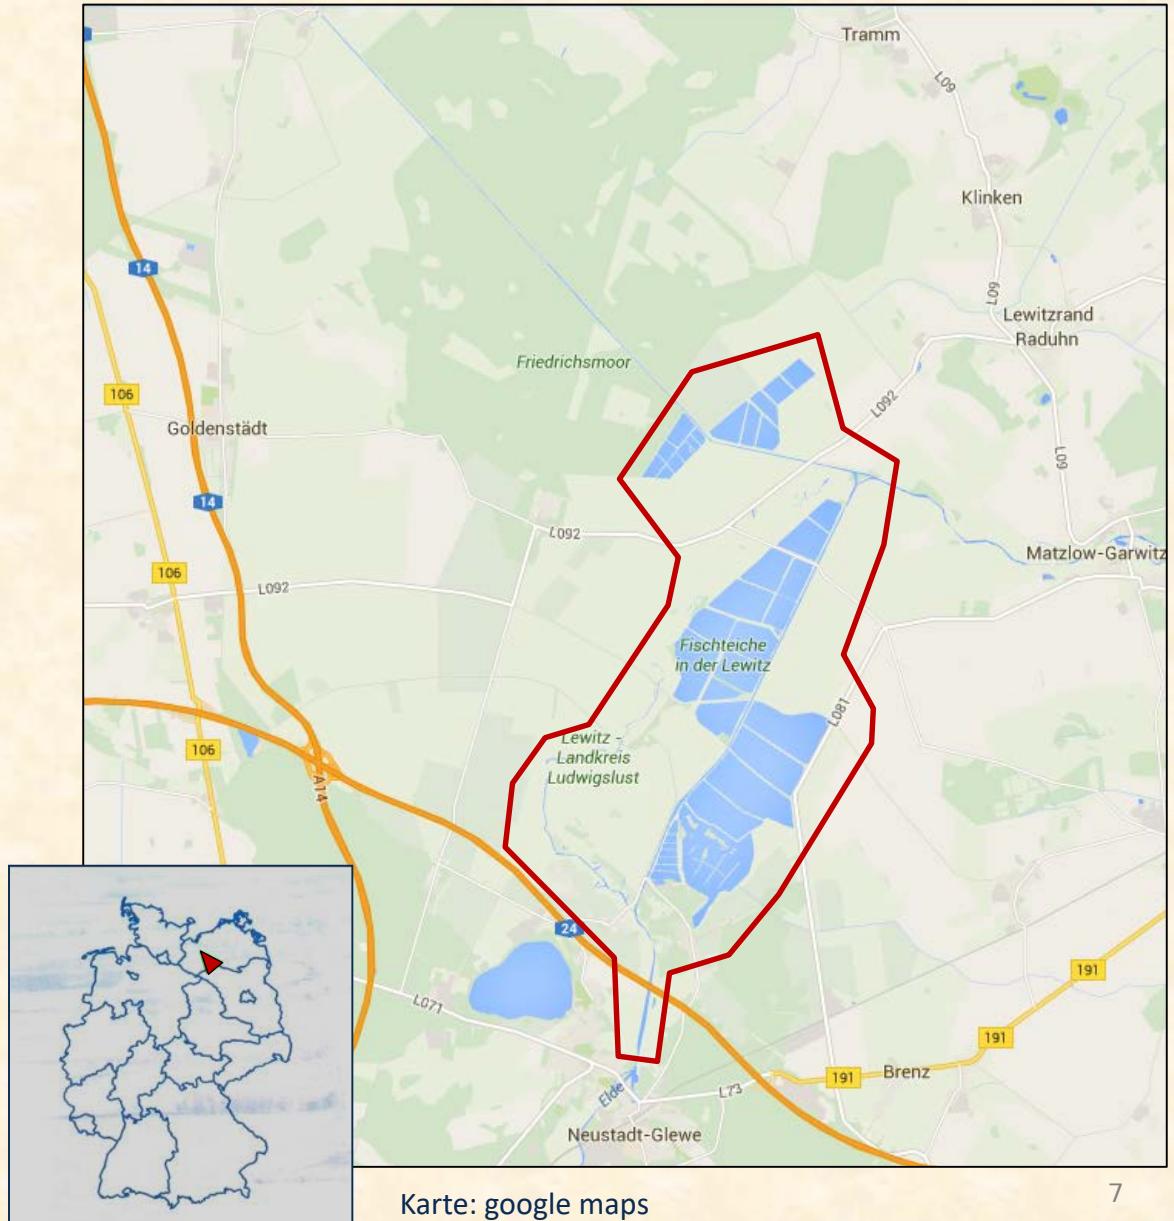 Tramm
L09
Klinken
14
L09
Lewitzrand
Raduhn
Friedrichsmoor
106
L092
Goldenstädt
L09
14
L092
Matzlow-Garwitz
106
L092
Fischteiche
in der Lewitz
L081
106
Lewitz -
Landkreis
Ludwigslust
A14
24
191
L071
191
191
Brenz
L73
Elde
Neustadt-Glewe
Karte: google maps
7